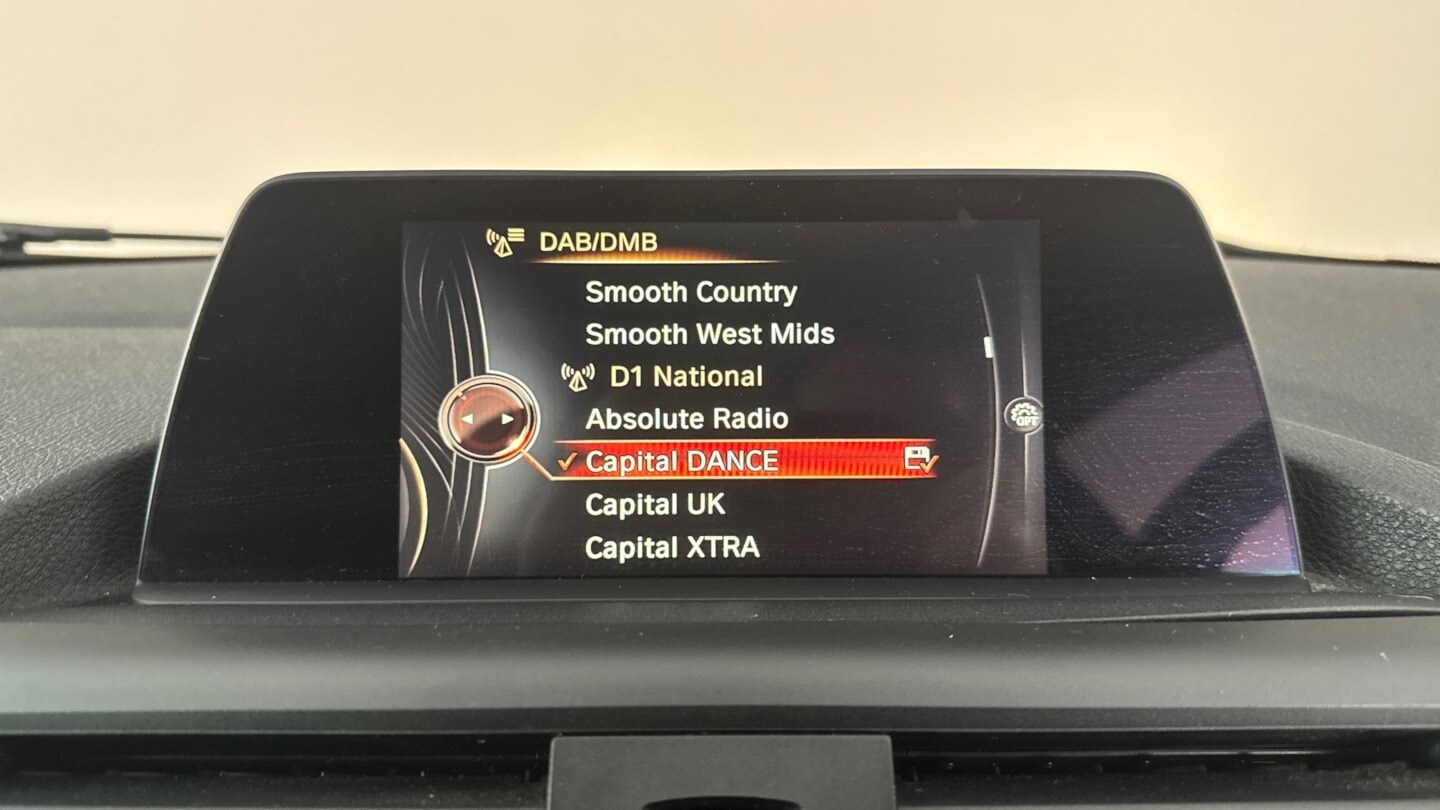 DAB/DMB
Smooth Country
Smooth West Mids
D1 National
Absolute Radio
Capital DANCE
OPT
Capital UK
Capital XTRA